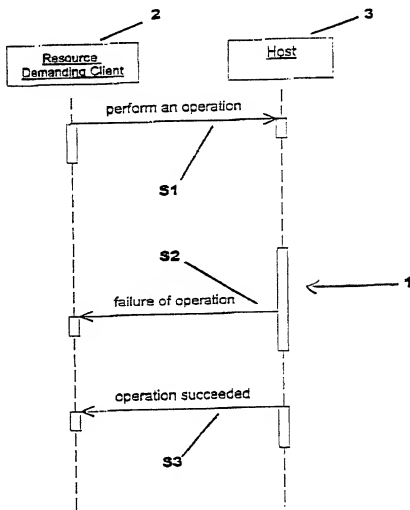 2
3
Resource
Demanding Client
Host
perform an operation
S1
S2
1
failure of operation
operation succeeded
S3